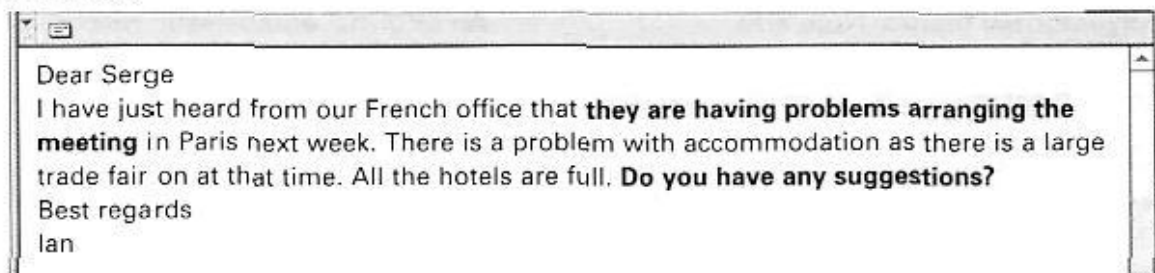 Dear Serge
I have just heard from our French office that they are having problems arranging the
meeting in Paris next week. There is a problem with accommodation as there is a large
trade fair on at that time. All the hotels are full. Do you have any suggestions?
Best regards
Ian